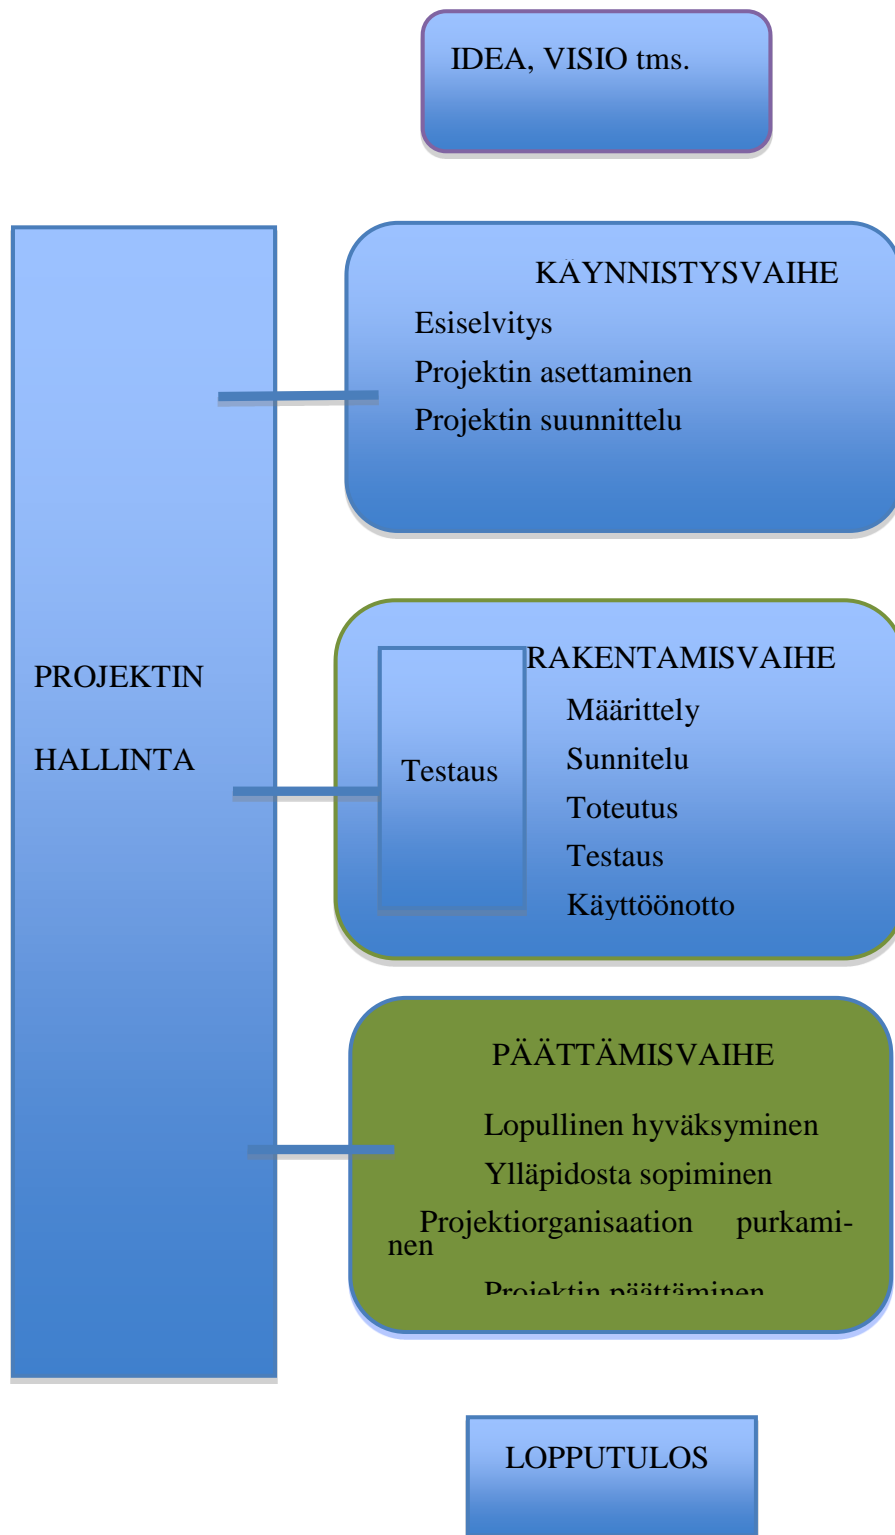 IDEA, VISIO tms.
KÄYNNISTYSVAIHE
Esiselvitys
Projektin asettaminen
Projektin suunnittelu
PROJEKTIN
HALLINTA
RAKENTAMISVAIHE
Testaus
Määrittely
Sunnitelu
Toteutus
Testaus
Käyttöönotto
PÄÄTTÄMISVAIHE
Lopullinen hyväksyminen
Ylläpidosta sopiminen
Projektiorganisaation purkami-
nen
Projektin päättäminen
LOPPUTULOS